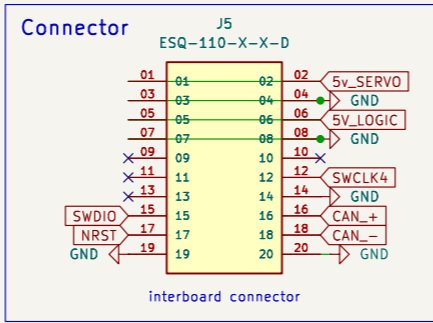 Connector
J5
ESQ-110-X-X-D
01 01 02 02 5v_SERVO
03 03 04 04 GND
05 05 06 06 5V_LOGIC
07 07 08 08 GND
09 09 10 10
11 11 12 12 SWCLK4
13 13 14 14 GND
SWDIO 15 15 16 16 CAN_+
NRST 17 17 18 18 CAN_-
GND 19 19 20 20 GND
interboard connector